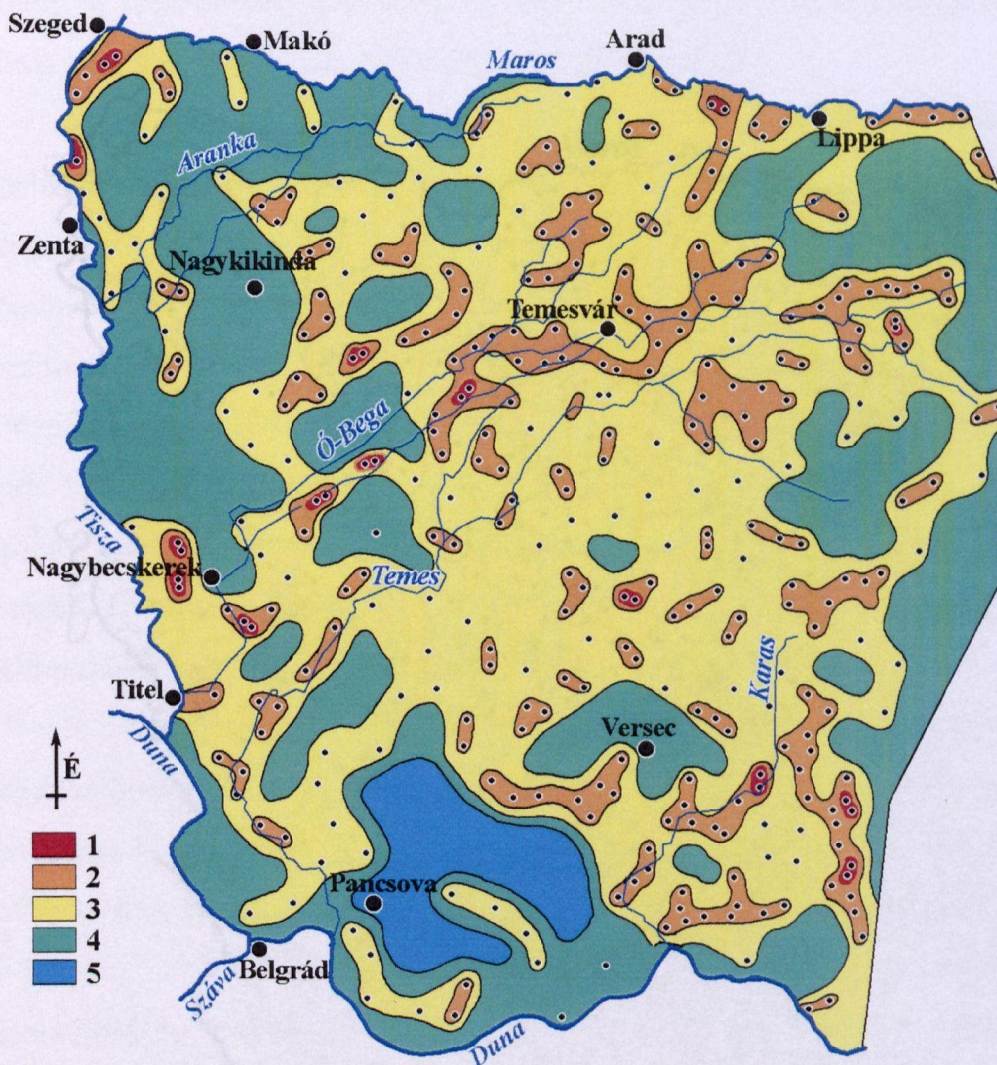 Szeged
Makó
Arad
Maros
Lippa
Aranka
Zenta
Nagykikinda
Temesvár
Ó-Bega
Tisza
Nagybecskerek
Temes
Karas
Titel
Duna
Versec
É
1
2
3
4
5
Pancsova
Belgrád
Száva
Duna